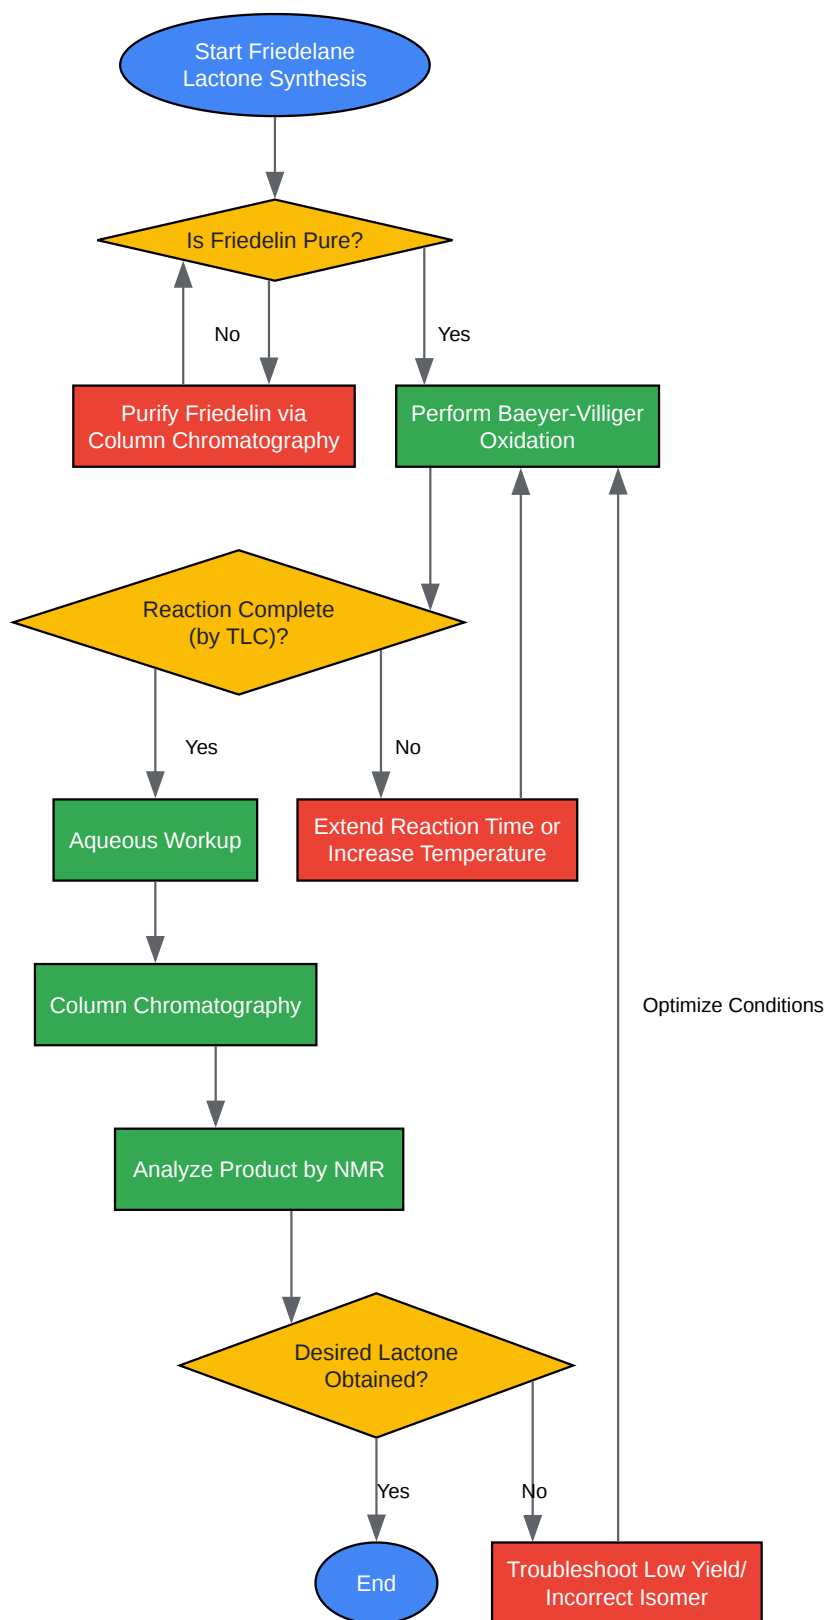 Start Friedelane
Lactone Synthesis
Is Friedelin Pure?
No
Yes
Purify Friedelin via
Column Chromatography
Perform Baeyer-Villiger
Oxidation
Reaction Complete
(by TLC)?
Yes
No
Aqueous Workup
Extend Reaction Time or
Increase Temperature
Column Chromatography
Optimize Conditions
Analyze Product by NMR
Desired Lactone
Obtained?
Yes
No
End
Troubleshoot Low Yield/
Incorrect Isomer